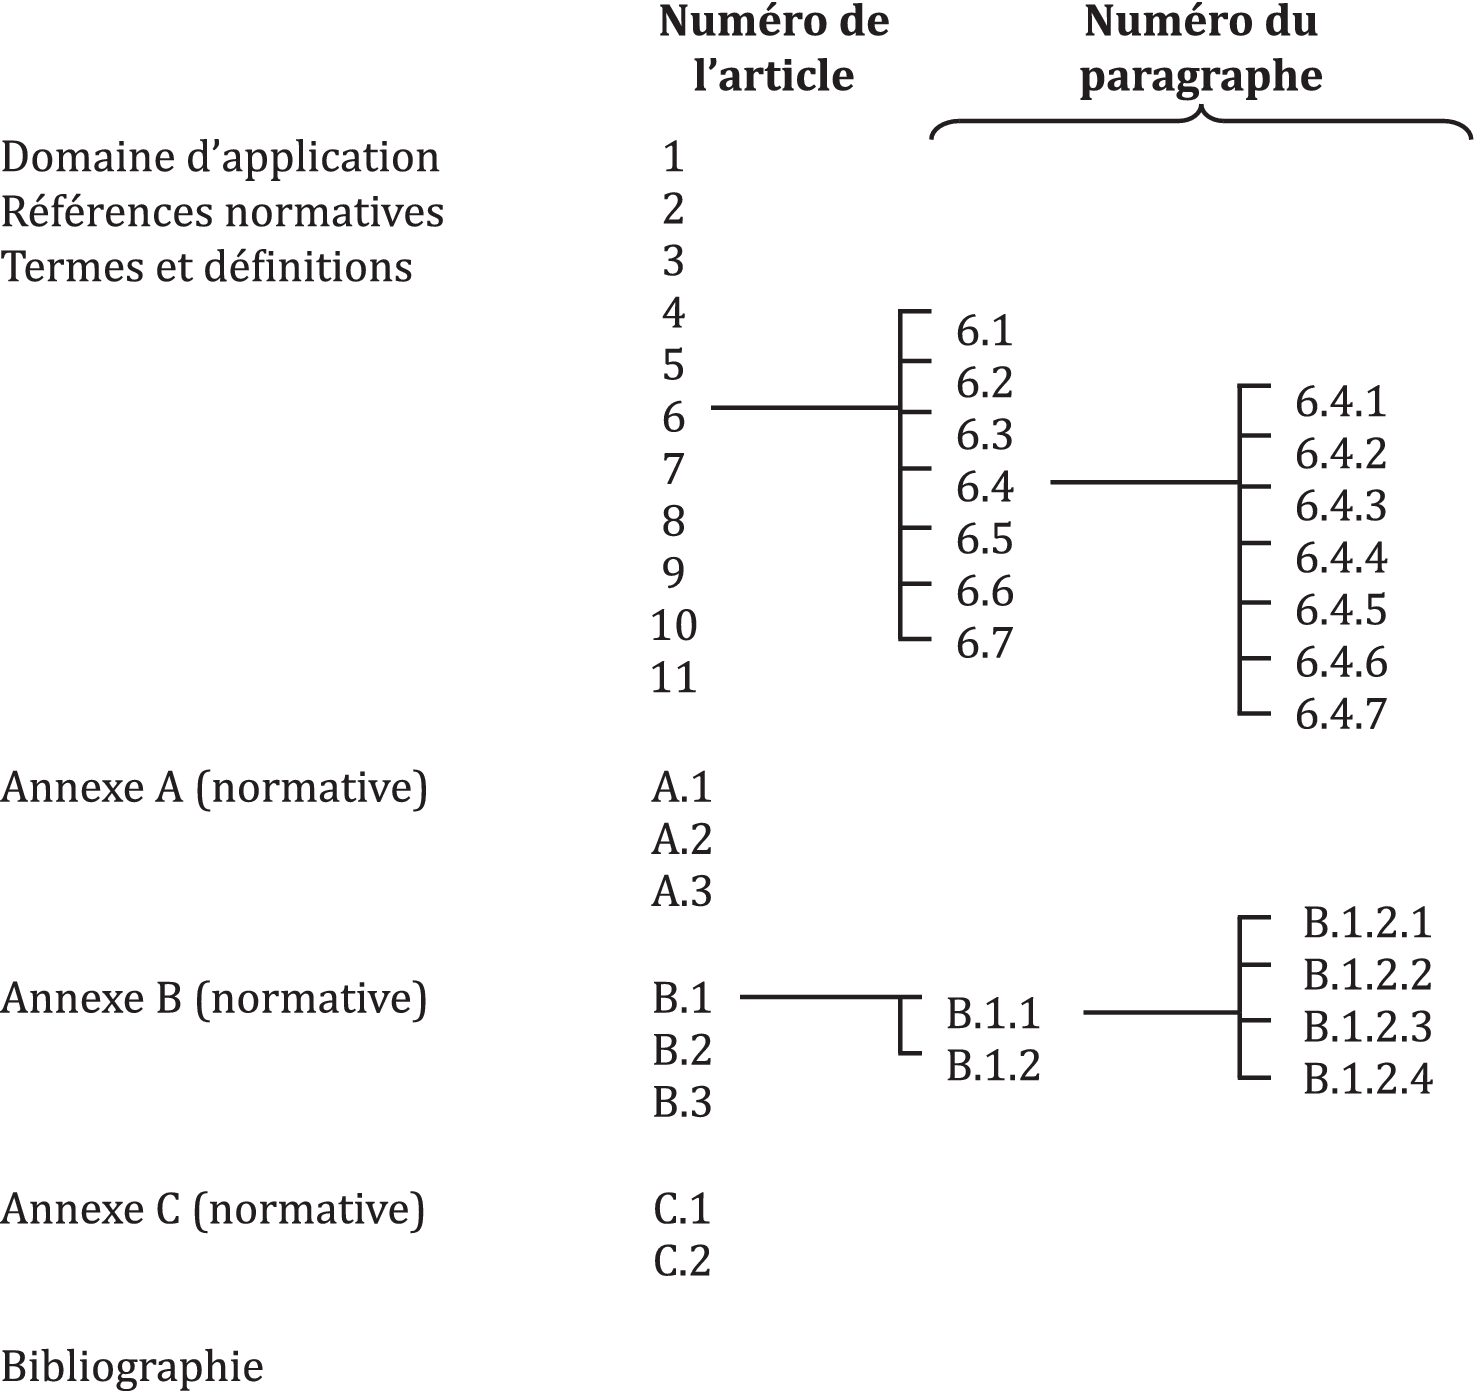 Numéro de
l’article
Numéro du
paragraphe
Domaine d’application
1
Références normatives
2
Termes et définitions
3
4
5
6
7
8
9
10
11
6.1
6.2
6.3
6.4
6.5
6.6
6.7
6.4.1
6.4.2
6.4.3
6.4.4
6.4.5
6.4.6
6.4.7
Annexe A (normative)
A.1
A.2
A.3
Annexe B (normative)
B.1
B.2
B.3
B.1.1
B.1.2
B.1.2.1
B.1.2.2
B.1.2.3
B.1.2.4
Annexe C (normative)
C.1
C.2
Bibliographie